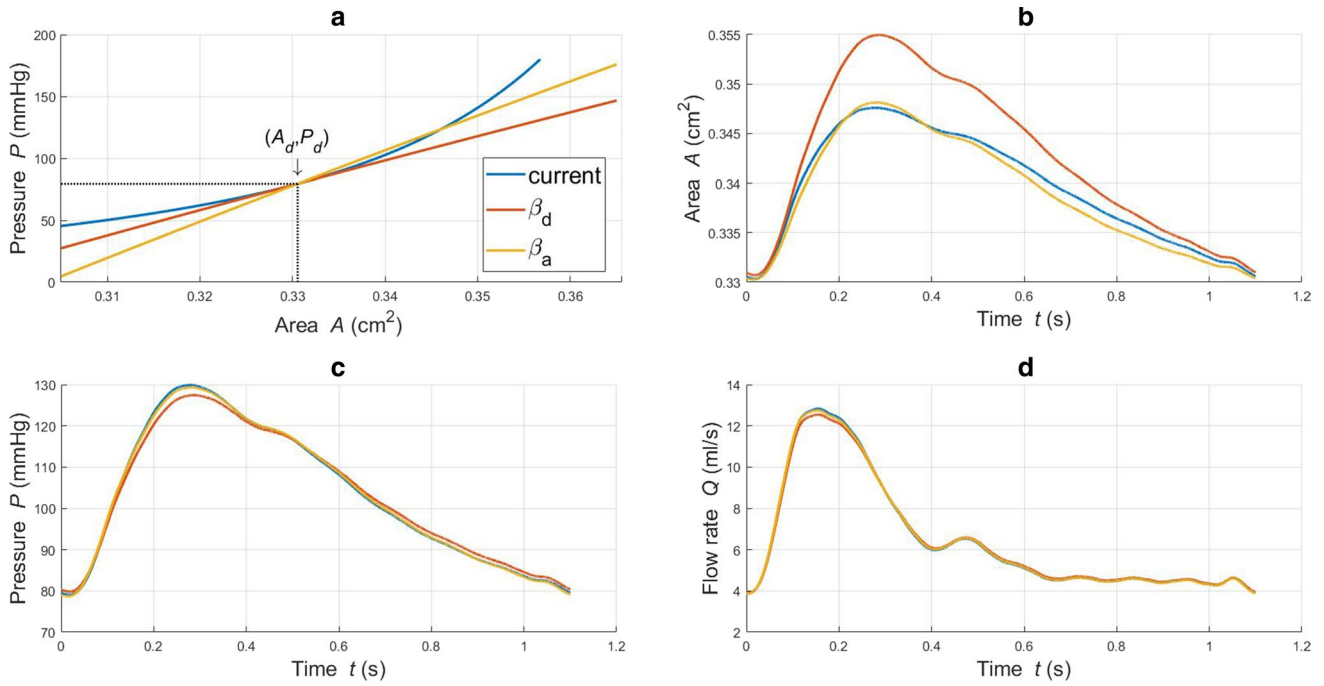 a
200
150
100
50
0
Pressure P (mmHg)
(A_d,P_d)
current
β_d
β_a
0.31 0.32 0.33 0.34 0.35 0.36
Area A (cm²)
b
0.355
0.35
0.345
0.34
0.335
0.33
Area A (cm²)
0 0.2 0.4 0.6 0.8 1 1.2
Time t (s)
c
130
120
110
100
90
80
70
Pressure P (mmHg)
0 0.2 0.4 0.6 0.8 1 1.2
Time t (s)
d
14
12
10
8
6
4
2
Flow rate Q (ml/s)
0 0.2 0.4 0.6 0.8 1 1.2
Time t (s)